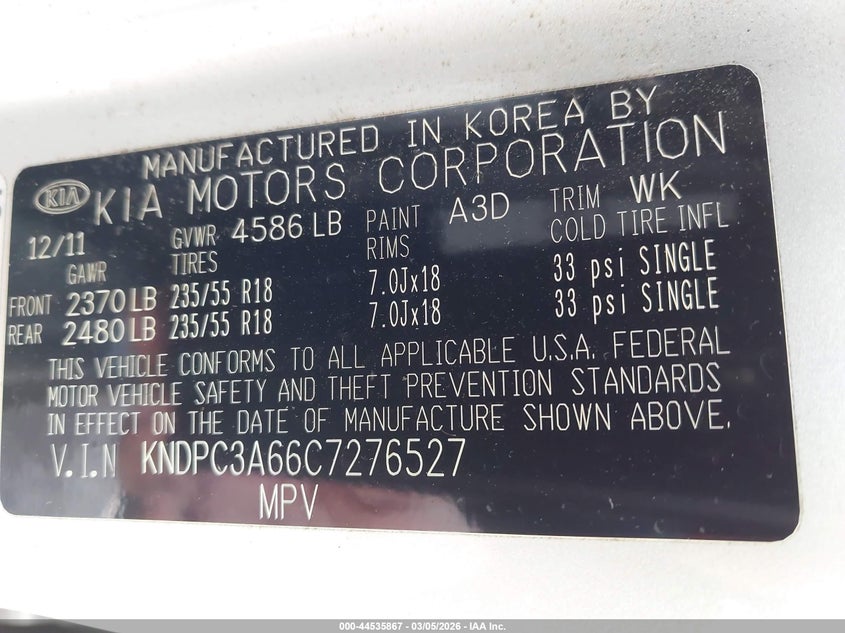 MANUFACTURED IN KOREA BY
KIA KIA MOTORS CORPORATION
12/11 GVWR 4586 LB PAINT A3D TRIM WK
GAWR TIRES RIMS COLD TIRE INFL
FRONT 2370 LB 235/55 R18 7.0Jx18 33 psi SINGLE
REAR 2480 LB 235/55 R18 7.0Jx18 33 psi SINGLE
THIS VEHICLE CONFORMS TO ALL APPLICABLE U.S.A. FEDERAL
MOTOR VEHICLE SAFETY AND THEFT PREVENTION STANDARDS
IN EFFECT ON THE DATE OF MANUFACTURE SHOWN ABOVE.
V.I.N KNDPC3A66C7276527
MPV
000-44535867 - 03/05/2026 - IAA Inc.